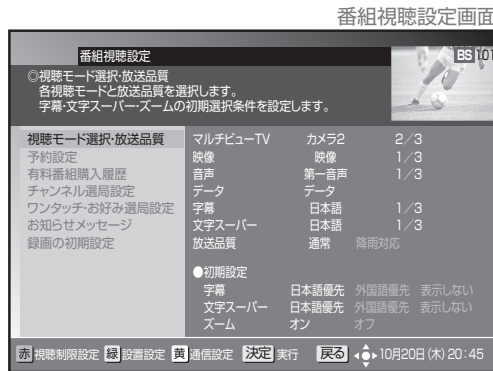 番組視聴設定画面
番組視聴設定
BS 101
◎視聴モード選択・放送品質
各視聴モードと放送品質を選択します。
字幕・文字スーパー・ズームの初期選択条件を設定します。
視聴モード選択・放送品質
予約設定
有料番組購入履歴
チャンネル選局設定
ワンタッチ・お好み選局設定
お知らせメッセージ
録画の初期設定
マルチビューTV カメラ2 2/3
映像 映像 1/3
音声 第一音声 1/3
データ データ
字幕 日本語 1/3
文字スーパー 日本語 1/3
放送品質 通常 降雨対応
●初期設定
字幕 日本語優先 外国語優先 表示しない
文字スーパー 日本語優先 外国語優先 表示しない
ズーム オン オフ
赤 視聴制限設定 緑 設置設定 黄 通信設定 決定 実行 戻る 10月20日(木)20:45